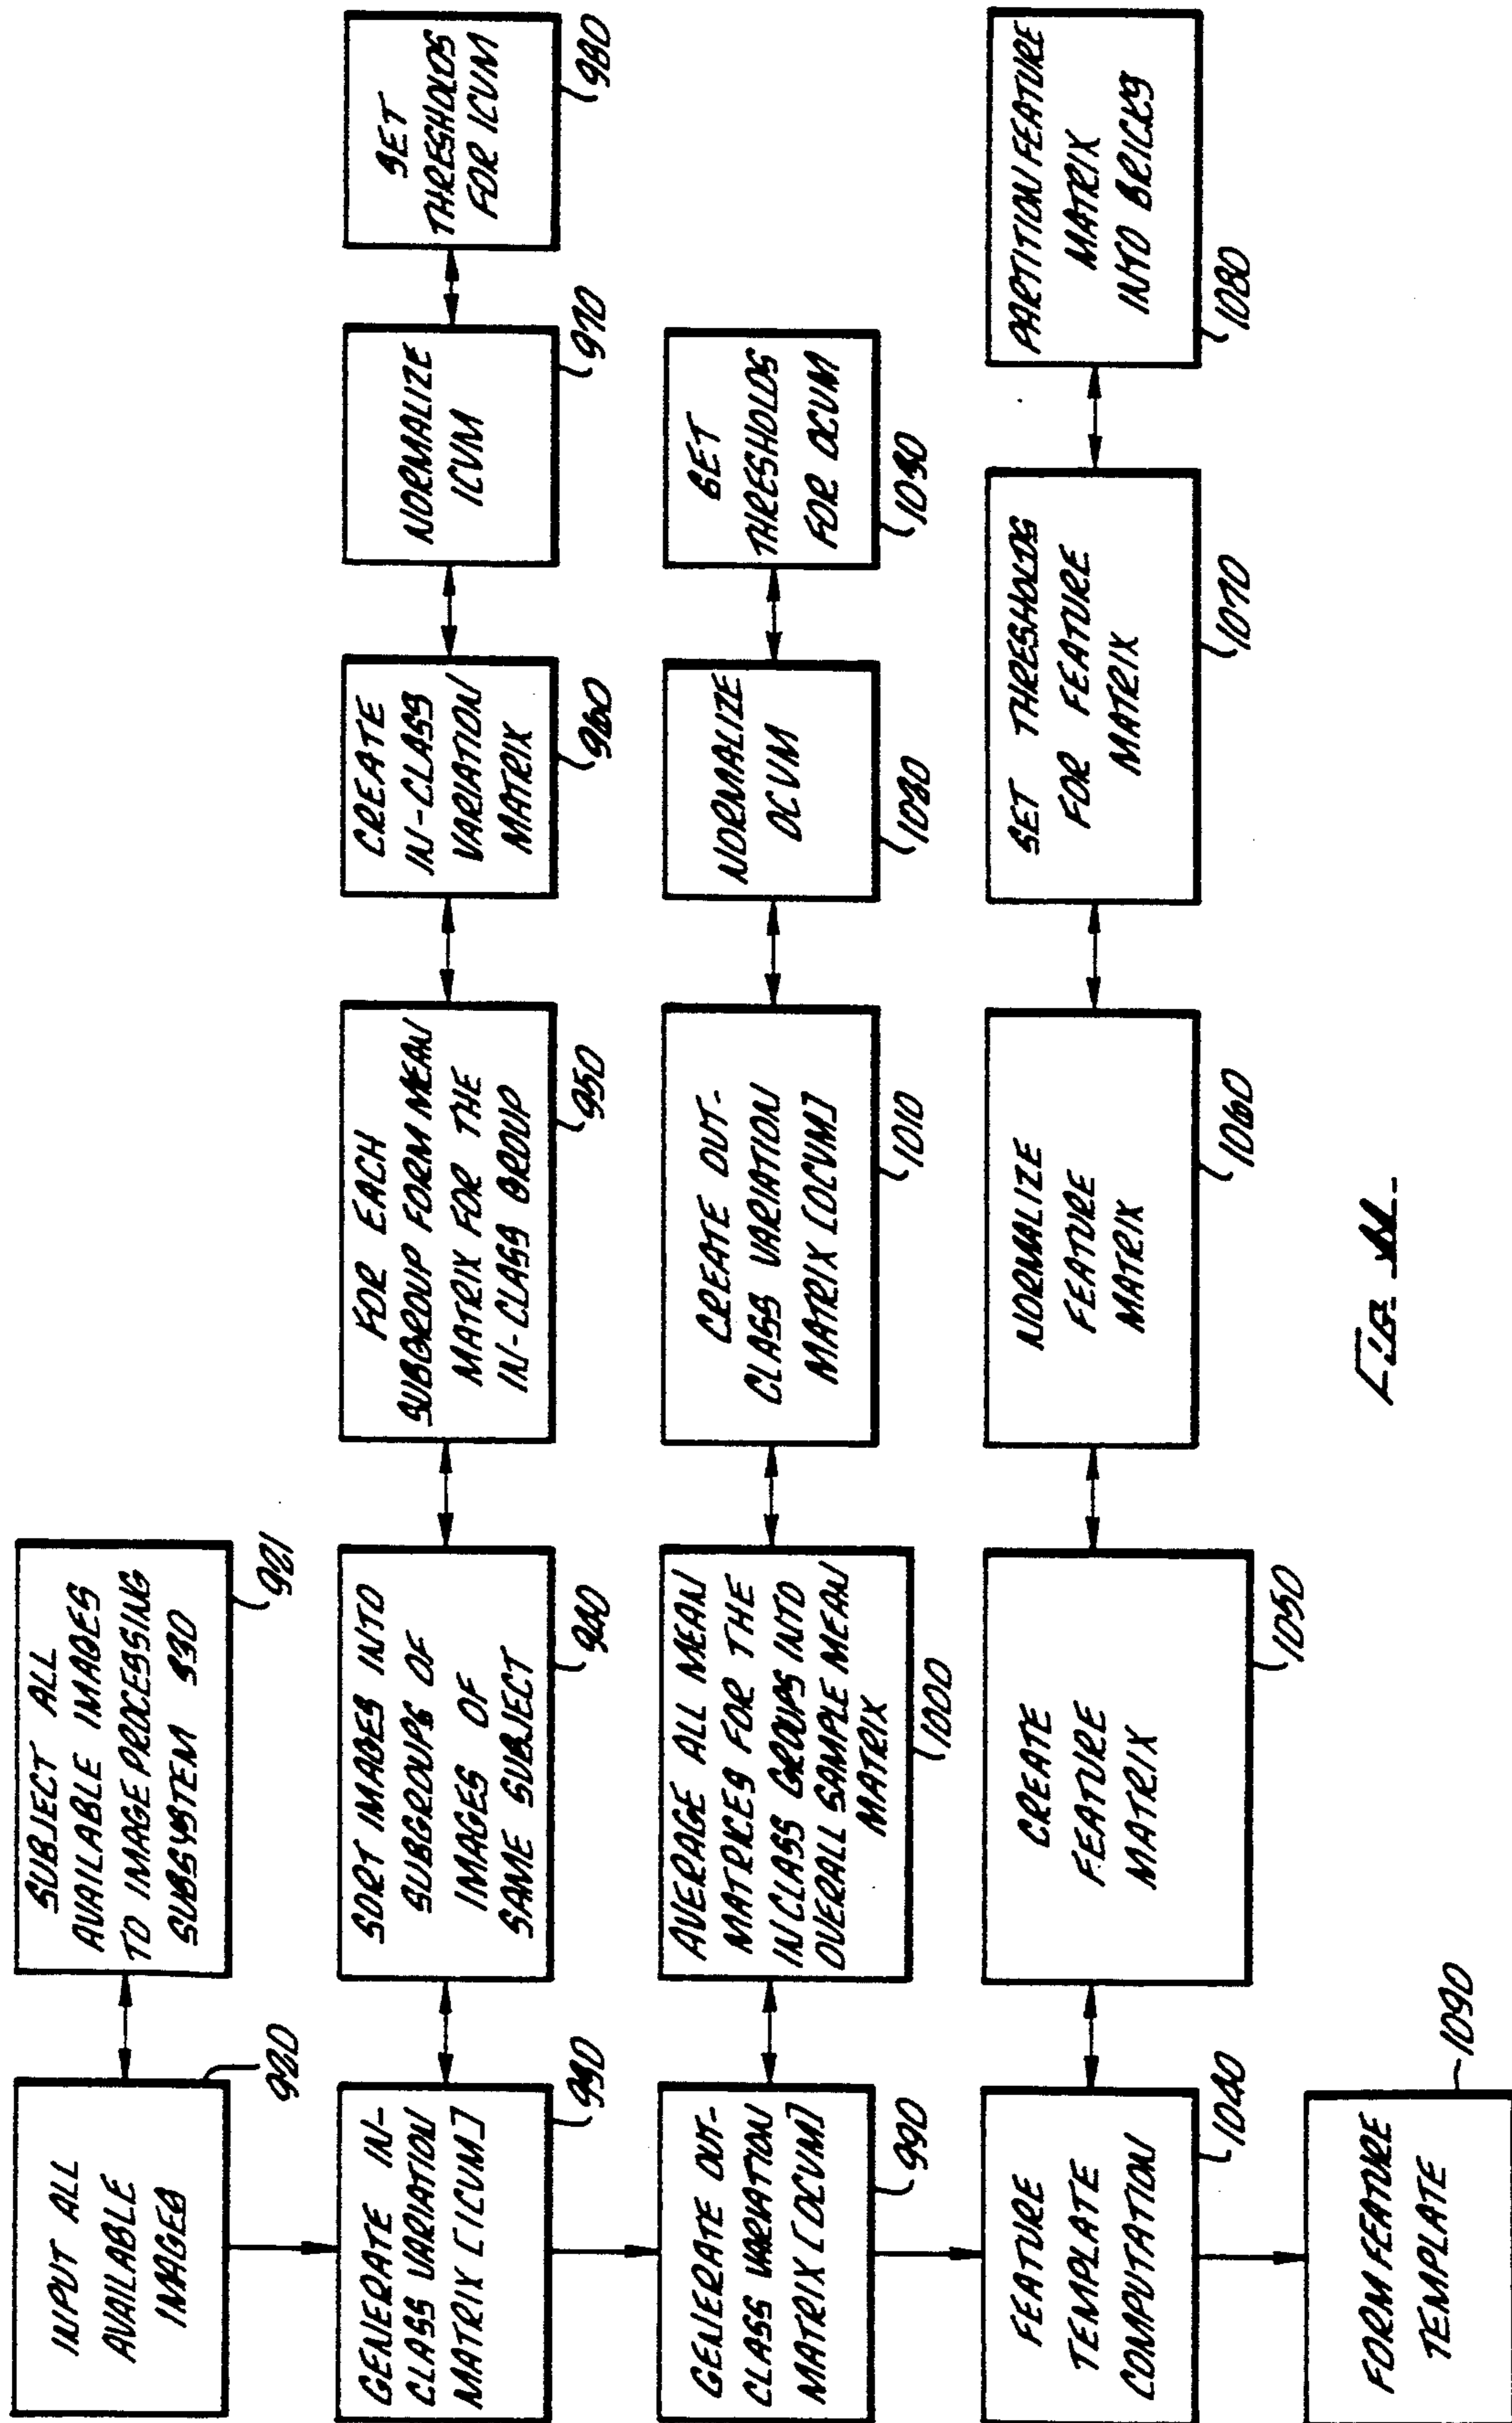 INPUT ALL
AVAILABLE
IMAGES
920
SUBJECT ALL
AVAILABLE IMAGES
TO IMAGE PROCESSING
SUBSYSTEM
921
GENERATE IN-
CLASS VARIATION
MATRIX [ICVM]
930
SORT IMAGES INTO
SUBGROUPS OF
IMAGES OF
SAME SUBJECT
940
FOR EACH
SUBGROUP FORM MEAN
MATRIX FOR THE
IN-CLASS GROUP
950
CREATE
IN-CLASS
VARIATION
MATRIX
960
NORMALIZE
ICVM
970
SET
THRESHOLDS
FOR ICVM
980
GENERATE OUT-
CLASS VARIATION
MATRIX [OCVM]
990
AVERAGE ALL MEAN
MATRICES FOR THE
IN CLASS GROUPS INTO
OVERALL SAMPLE MEAN
MATRIX
1000
CREATE OUT-
CLASS VARIATION
MATRIX [OCVM]
1010
NORMALIZE
OCVM
1020
SET
THRESHOLDS
FOR OCVM
1030
FEATURE
TEMPLATE
COMPUTATION
1040
CREATE
FEATURE
MATRIX
1050
NORMALIZE
FEATURE
MATRIX
1060
SET THRESHOLDS
FOR FEATURE
MATRIX
1070
PARTITION FEATURE
MATRIX
INTO BRICKS
1080
FORM FEATURE
TEMPLATE
1090
Fig.